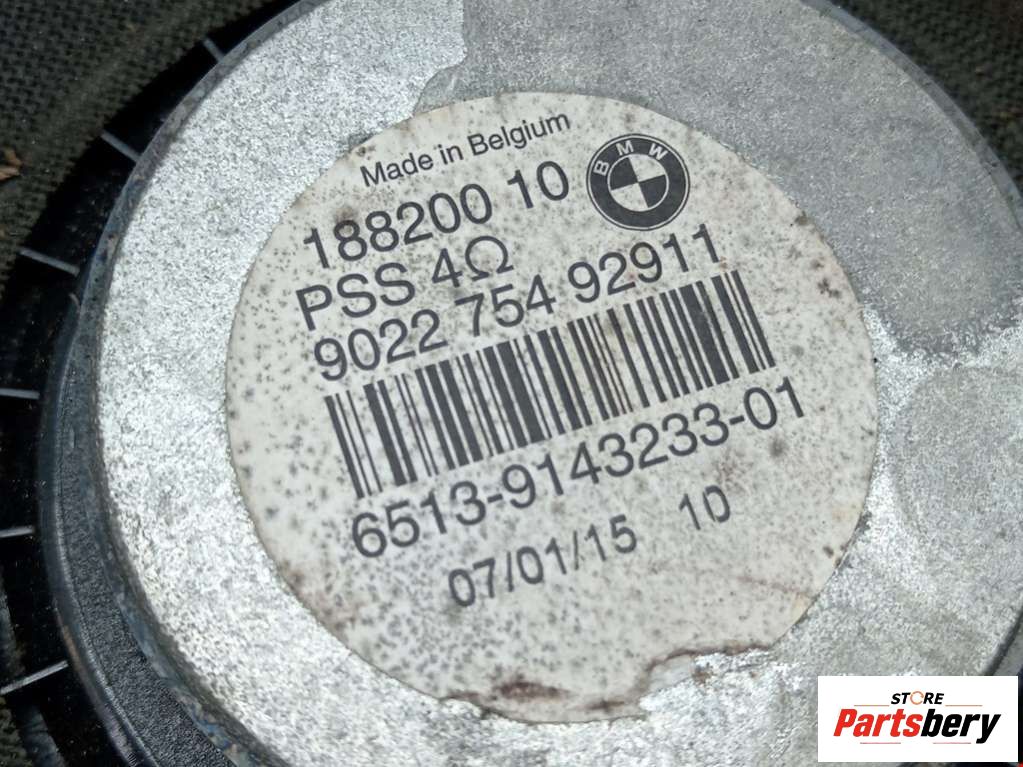 Made in Belgium
188200 10
BMW
PSS 4Ω
9022 754 92911
6513-9143233-01
07/01/15 10
STORE
Partsbery